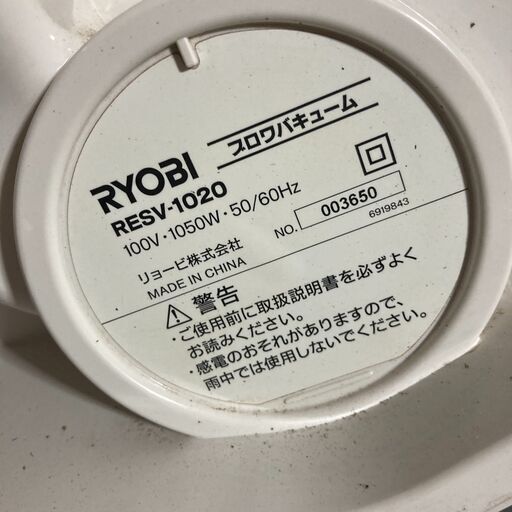 RYOBI ブロワバキューム
RESV-1020
100V・1050W・50/60Hz
リョービ株式会社 NO. 003650
MADE IN CHINA 6919843
警告
・ご使用前に取扱説明書を必ずよく
お読みください。
・感電のおそれがありますので、
雨中では使用しないでください。